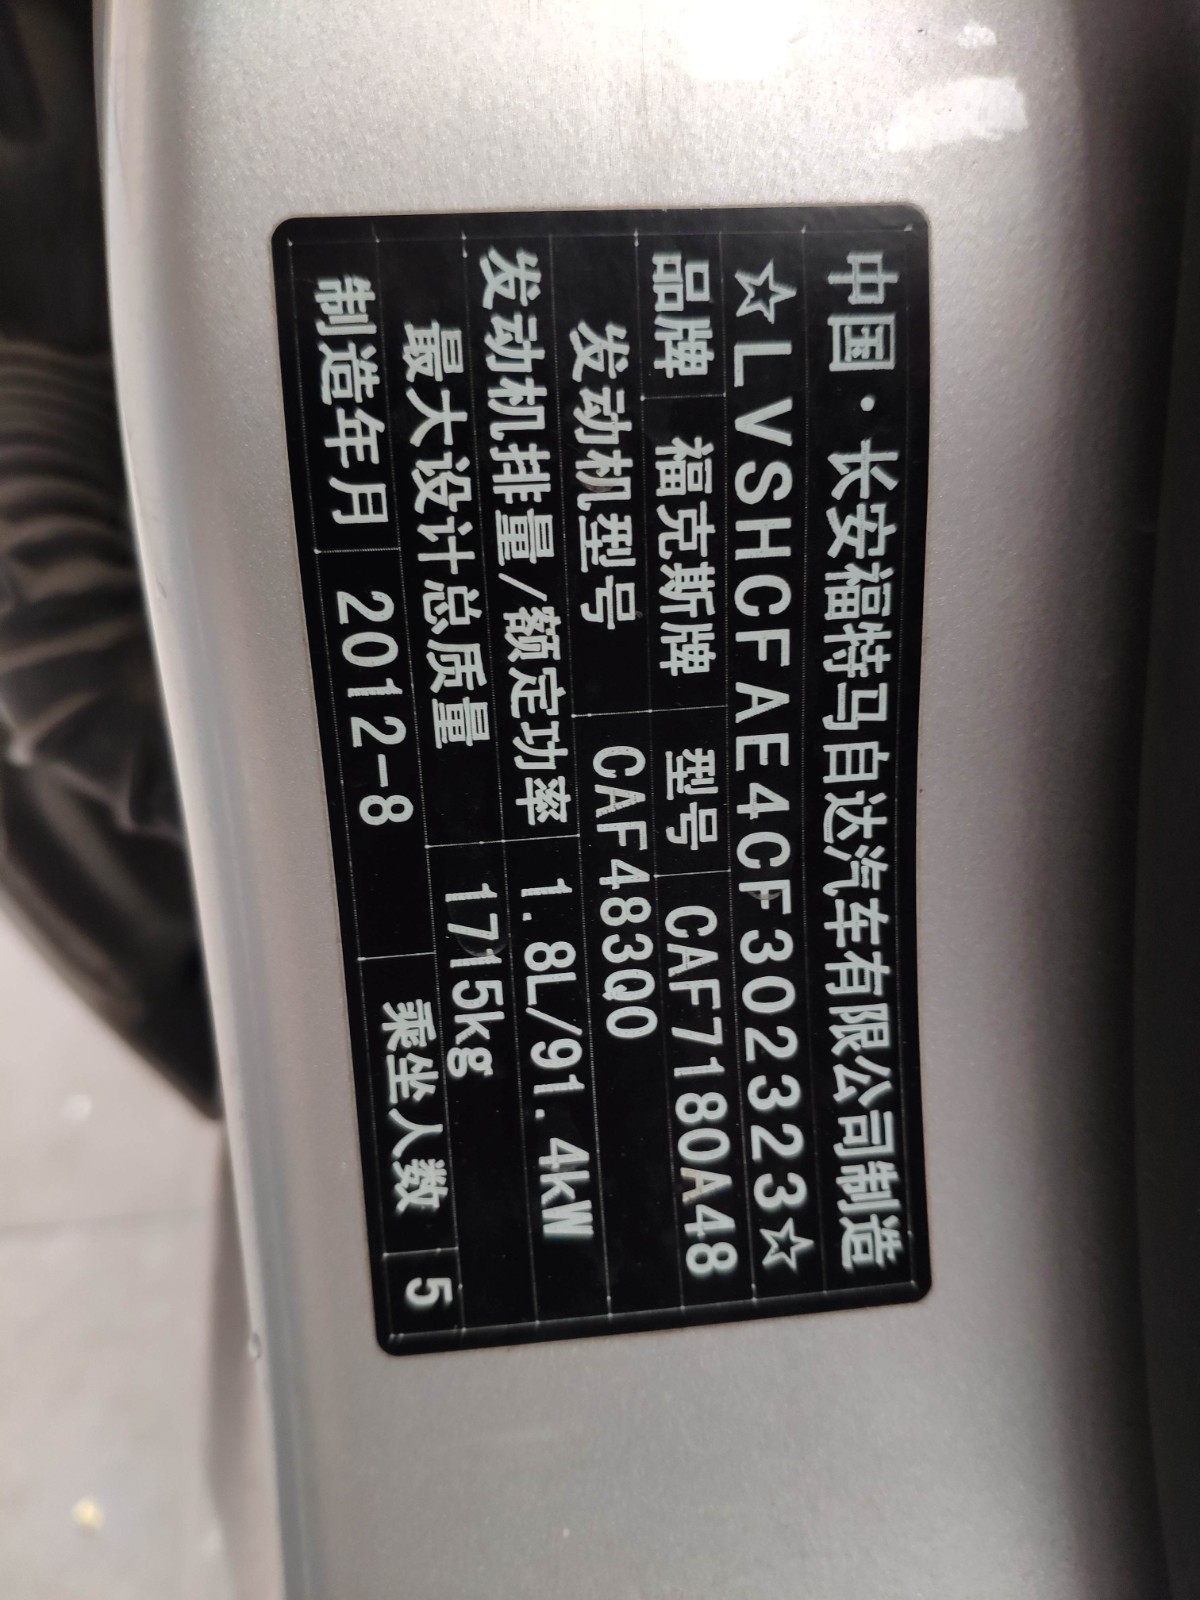 中国·长安福特马自达汽车有限公司制造
☆LVSHCFAE4CF302323☆
品牌 福克斯牌 型号 CAF7180A48
发动机型号 CAF483Q0
发动机排量/额定功率 1.8L/91.4kW
最大设计总质量 1715kg
制造年月 2012-8 乘坐人数 5